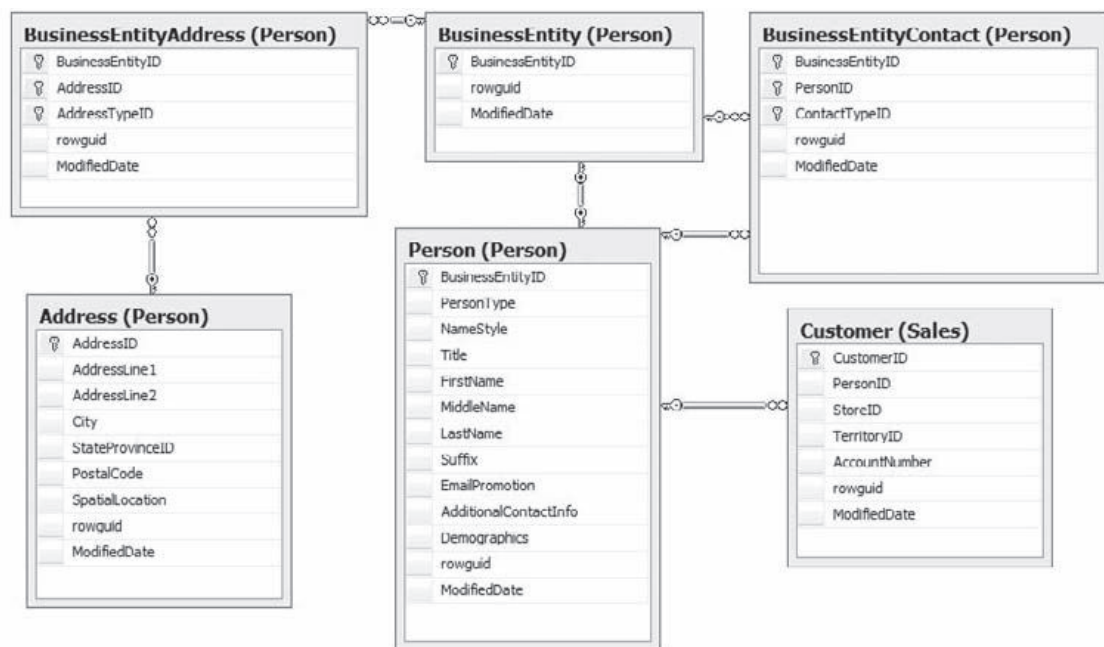 BusinessEntityAddress (Person)
BusinessEntityID
AddressID
AddressTypeID
rowguid
ModifiedDate
BusinessEntity (Person)
BusinessEntityID
rowguid
ModifiedDate
BusinessEntityContact (Person)
BusinessEntityID
PersonID
ContactTypeID
rowguid
ModifiedDate
Address (Person)
AddressID
AddressLine1
AddressLine2
City
StateProvinceID
PostalCode
SpatialLocation
rowguid
ModifiedDate
Person (Person)
BusinessEntityID
PersonType
NameStyle
Title
FirstName
MiddleName
LastName
Suffix
EmailPromotion
AdditionalContactInfo
Demographics
rowguid
ModifiedDate
Customer (Sales)
CustomerID
PersonID
StoreID
TerritoryID
AccountNumber
rowguid
ModifiedDate